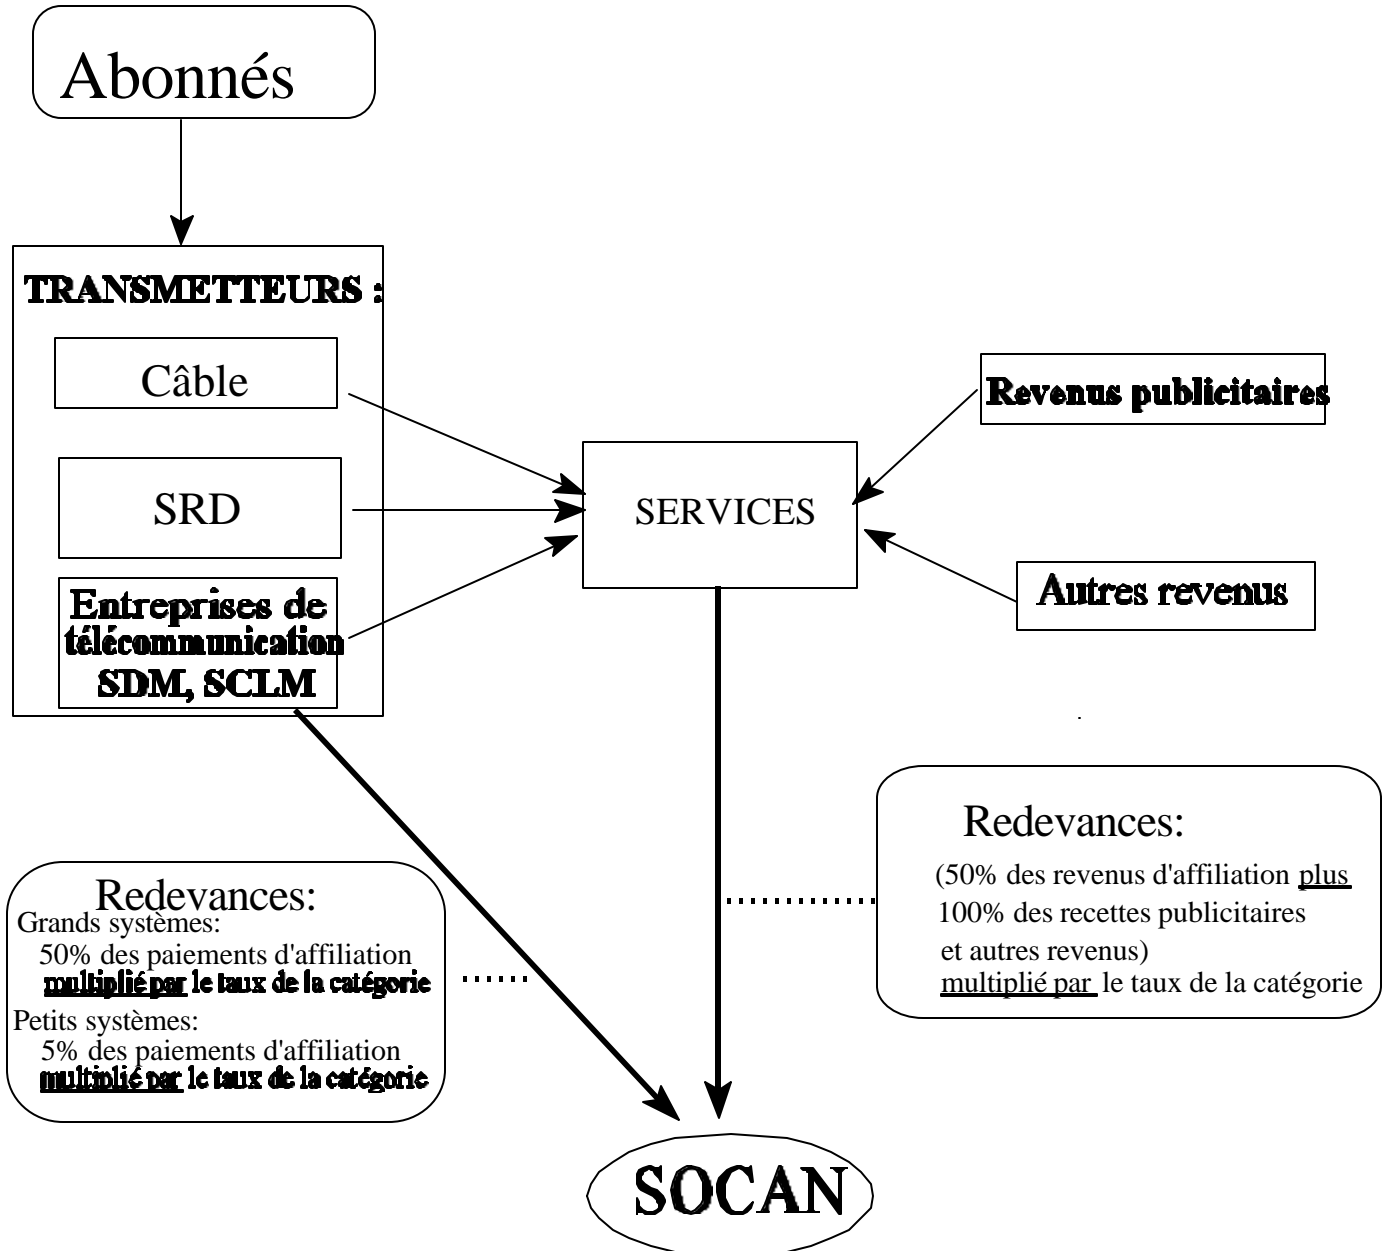 Abonnés
TRANSMETTEURS :
Câble
SRD
Entreprises de
télécommunication
SDM, SCLM
SERVICES
Revenus publicitaires
Autres revenus
Redevances:
(50% des revenus d'affiliation plus
100% des recettes publicitaires
et autres revenus)
multiplié par le taux de la catégorie
Redevances:
Grands systèmes:
50% des paiements d'affiliation
multiplié par le taux de la catégorie
Petits systèmes:
5% des paiements d'affiliation
multiplié par le taux de la catégorie
SOCAN